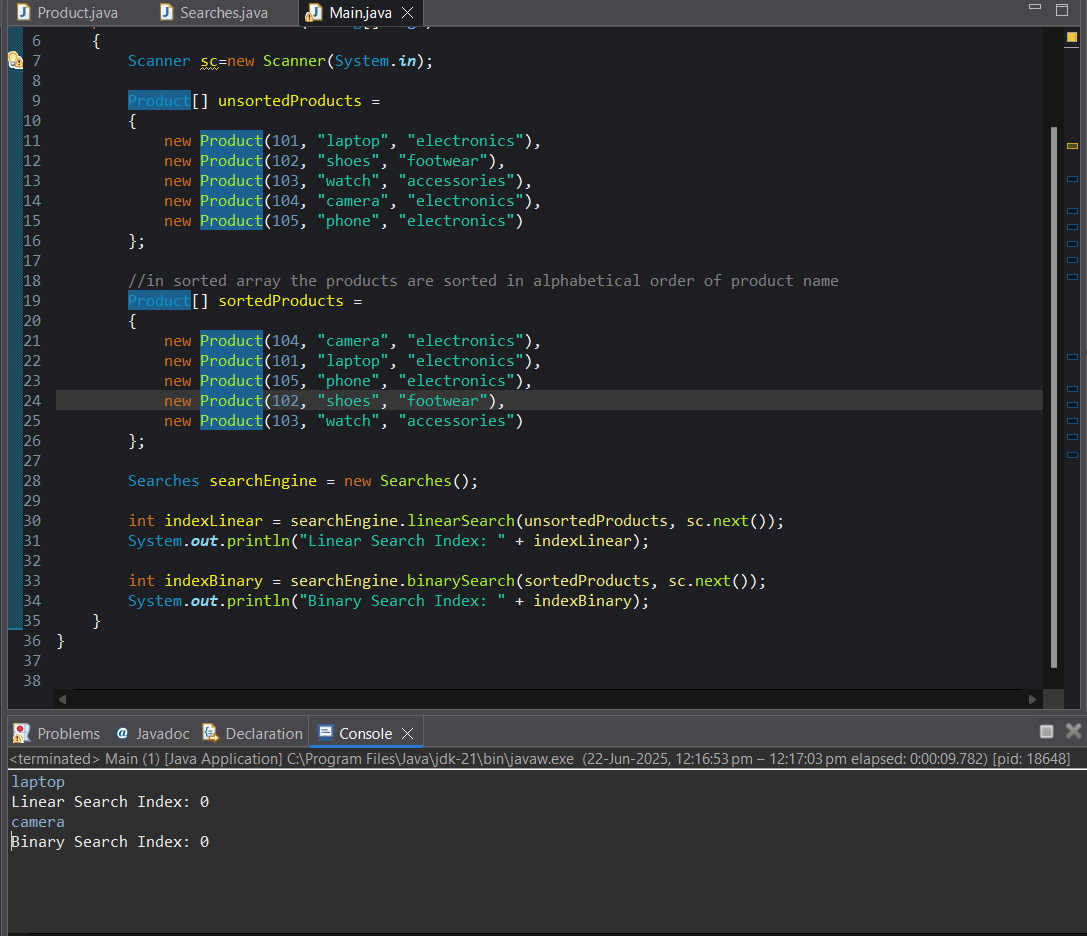 Product.java Searches.java Main.java
6 {
7 Scanner sc=new Scanner(System.in);
8
9 Product[] unsortedProducts =
10 {
11 new Product(101, "laptop", "electronics"),
12 new Product(102, "shoes", "footwear"),
13 new Product(103, "watch", "accessories"),
14 new Product(104, "camera", "electronics"),
15 new Product(105, "phone", "electronics")
16 };
17
18 //in sorted array the products are sorted in alphabetical order of product name
19 Product[] sortedProducts =
20 {
21 new Product(104, "camera", "electronics"),
22 new Product(101, "laptop", "electronics"),
23 new Product(105, "phone", "electronics"),
24 new Product(102, "shoes", "footwear"),
25 new Product(103, "watch", "accessories")
26 };
27
28 Searches searchEngine = new Searches();
29
30 int indexLinear = searchEngine.linearSearch(unsortedProducts, sc.next());
31 System.out.println("Linear Search Index: " + indexLinear);
32
33 int indexBinary = searchEngine.binarySearch(sortedProducts, sc.next());
34 System.out.println("Binary Search Index: " + indexBinary);
35 }
36 }
37
38
Problems Javadoc Declaration Console
<terminated> Main (1) [Java Application] C:\Program Files\Java\jdk-21\bin\javaw.exe (22-Jun-2025, 12:16:53 pm – 12:17:03 pm elapsed: 0:00:09.782) [pid: 18648]
laptop
Linear Search Index: 0
camera
Binary Search Index: 0